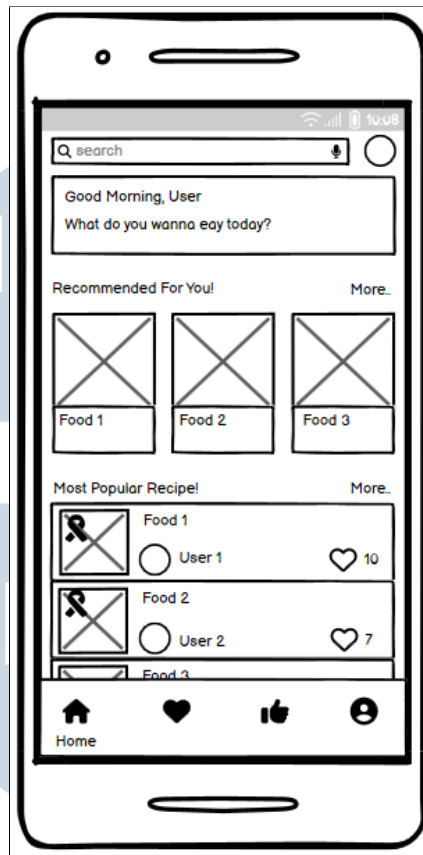 10:08
search
Good Morning, User
What do you wanna eay today?
Recommended For You! More..
Food 1 Food 2 Food 3
Most Popular Recipe! More..
Food 1
User 1 10
Food 2
User 2 7
Food 3
Home